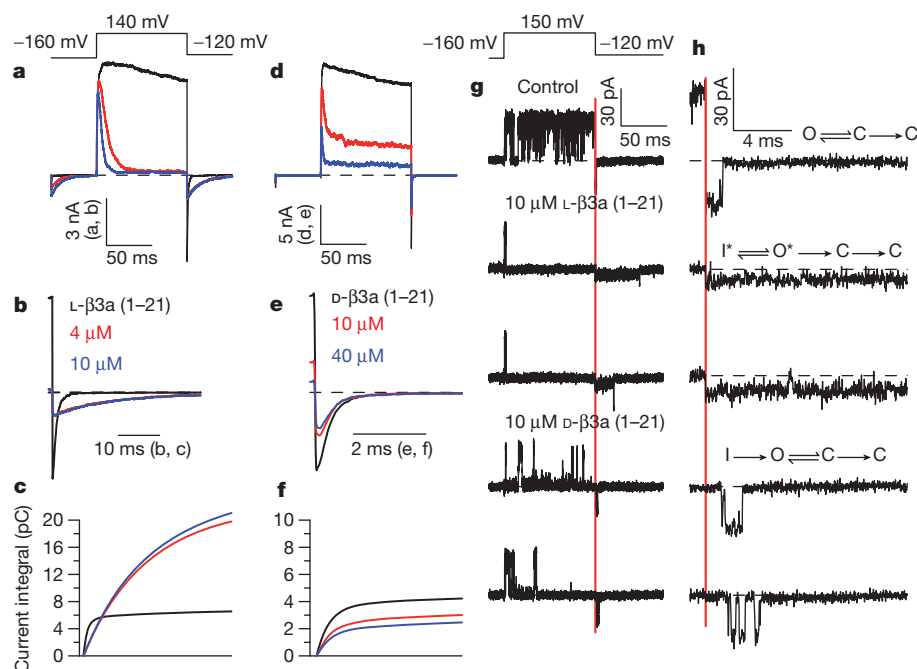 140 mV
−160 mV
−120 mV
a
3 nA
(a, b)
50 ms
d
5 nA
(d, e)
50 ms
b
L-β3a (1–21)
4 μM
10 μM
10 ms (b, c)
e
D-β3a (1–21)
10 μM
40 μM
2 ms (e, f)
c
Current integral (pC)
20
16
12
8
4
0
f
10
8
6
4
2
0
150 mV
−160 mV
−120 mV
g
Control
30 pA
50 ms
10 μM L-β3a (1–21)
10 μM D-β3a (1–21)
h
30 pA
4 ms
O ⇌ C → C
I* ⇌ O* → C → C
I → O ⇌ C → C